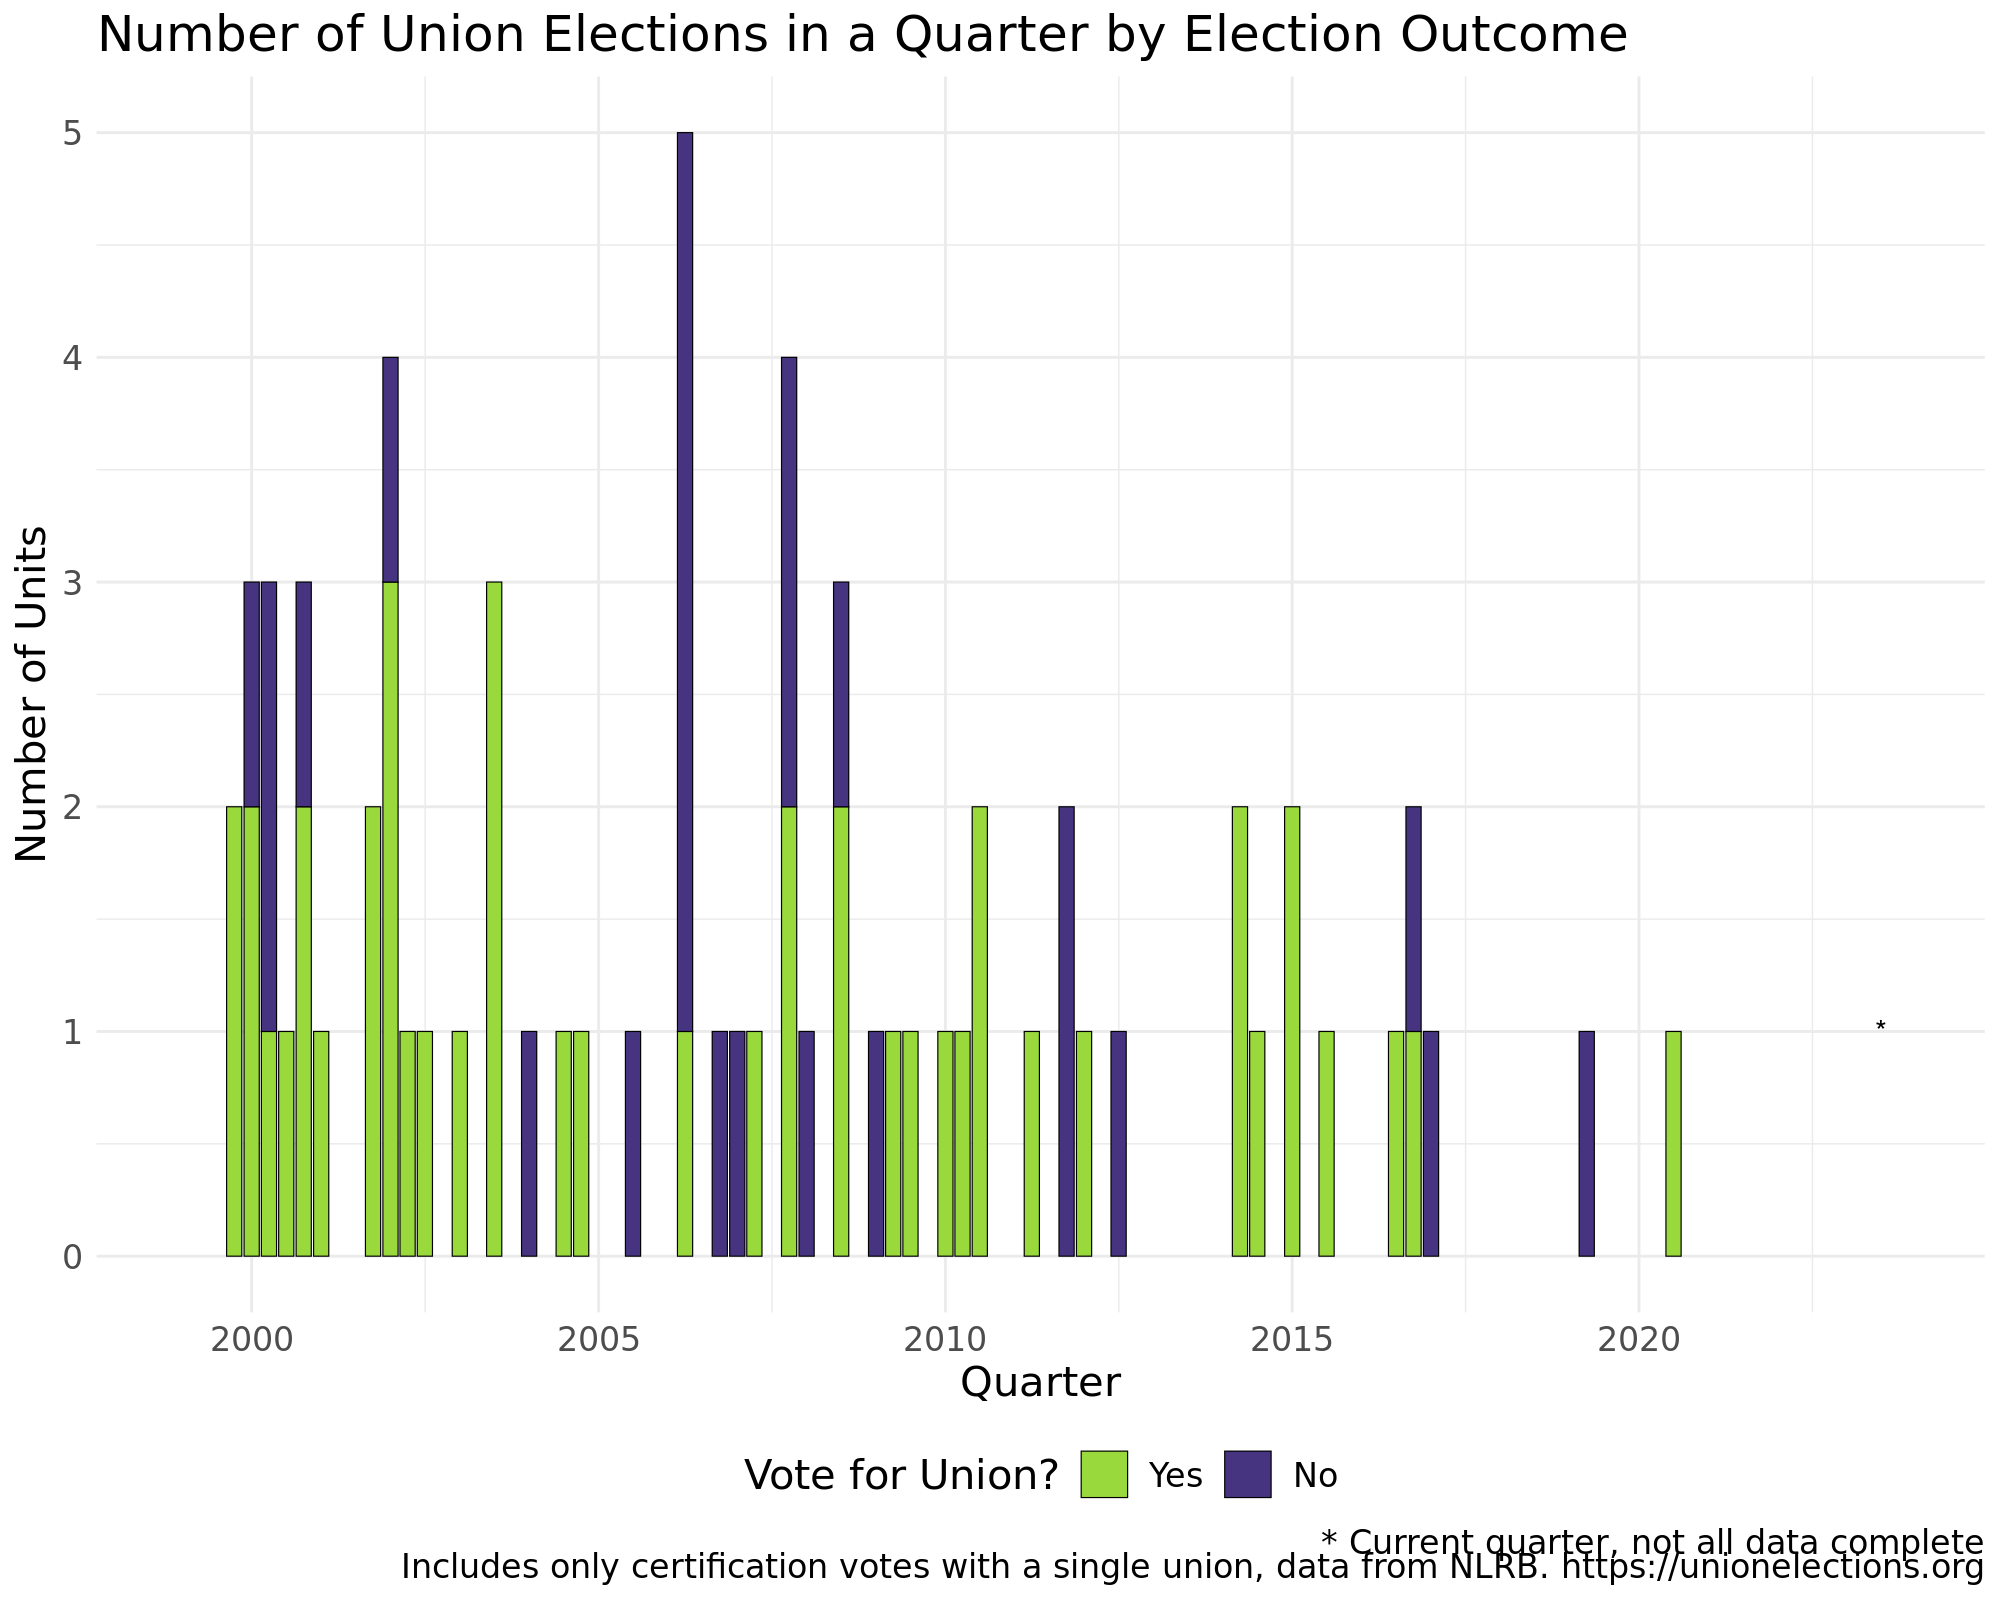 Number of Union Elections in a Quarter by Election Outcome
Number of Units
5
4
3
2
1
0
*
2000 2005 2010 2015 2020
Quarter
Vote for Union? Yes No
* Current quarter, not all data complete
Includes only certification votes with a single union, data from NLRB. https://unionelections.org